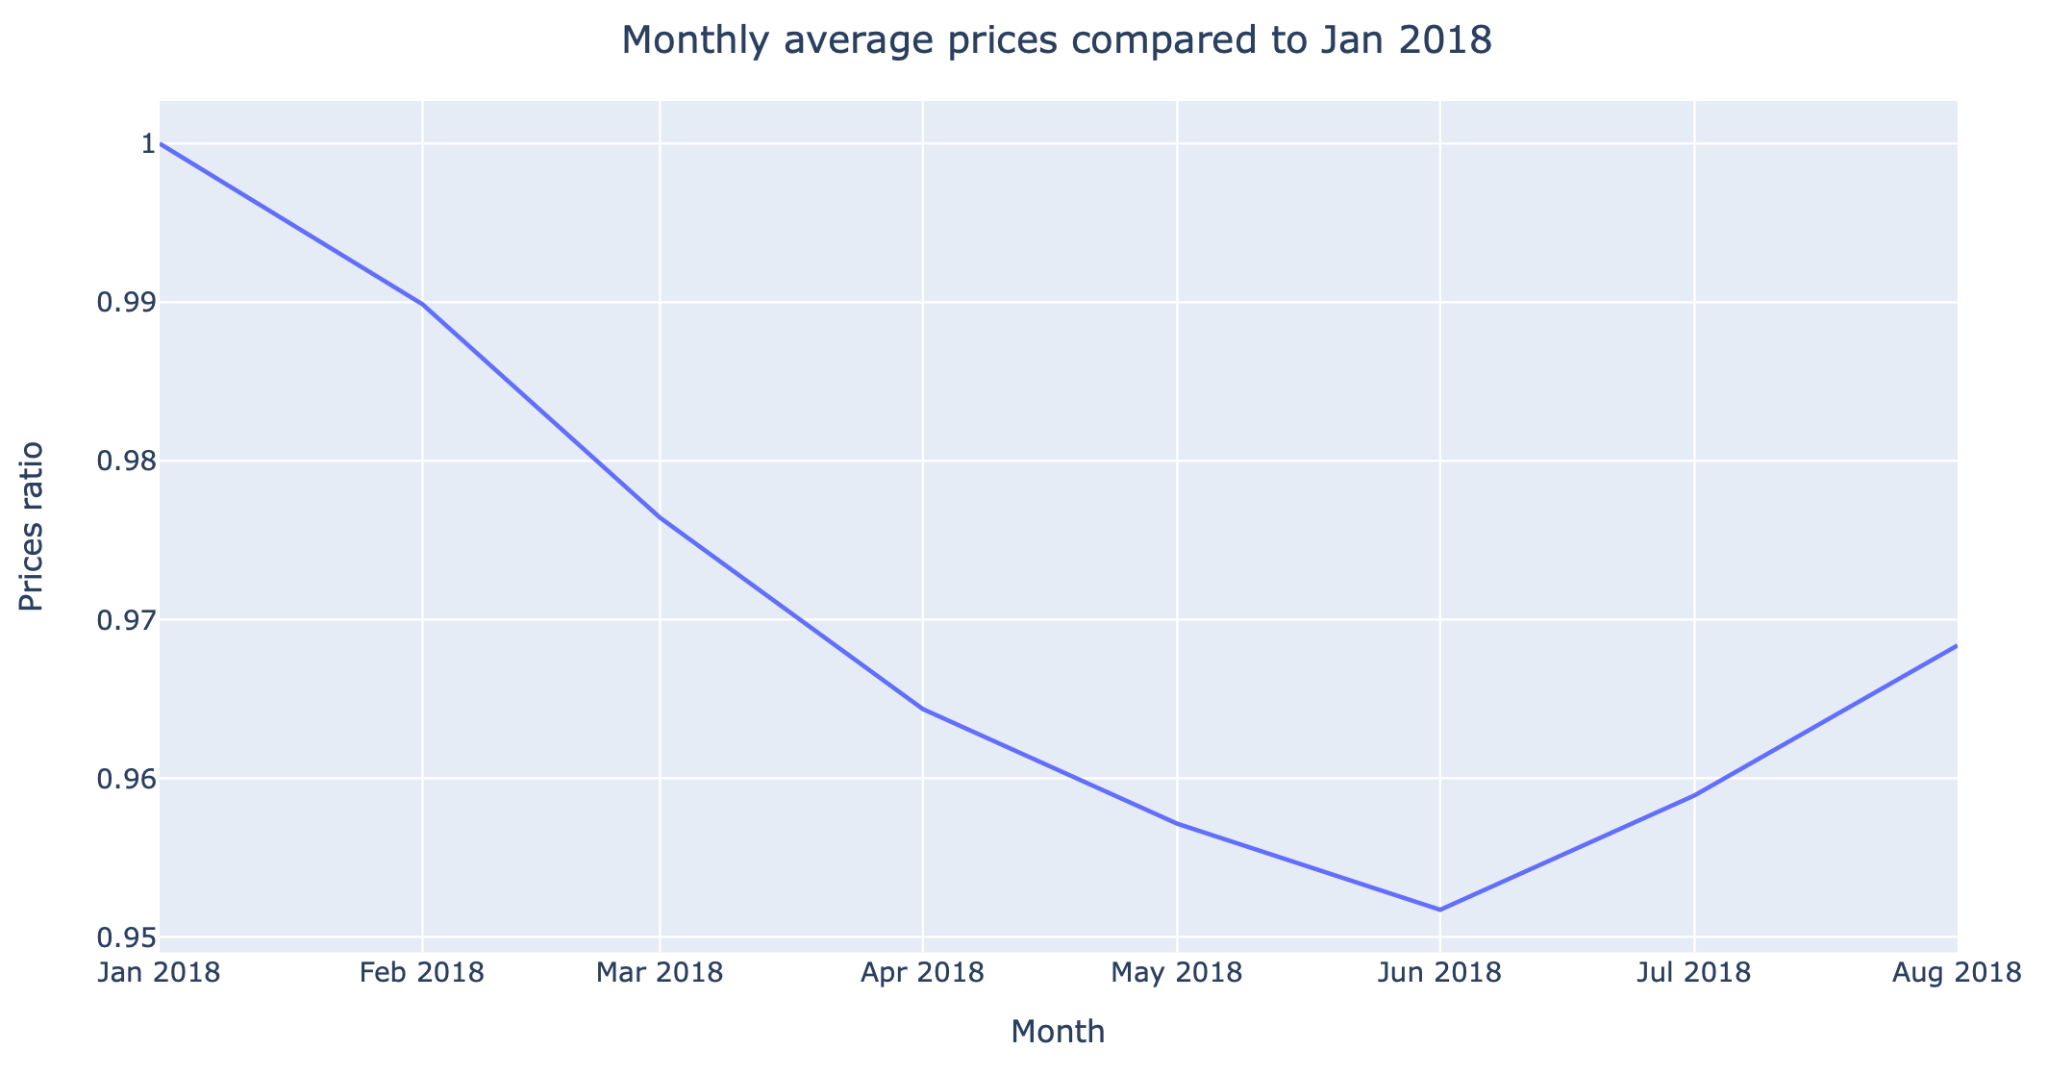 Monthly average prices compared to Jan 2018
Prices ratio
1
0.99
0.98
0.97
0.96
0.95
Jan 2018 Feb 2018 Mar 2018 Apr 2018 May 2018 Jun 2018 Jul 2018 Aug 2018
Month